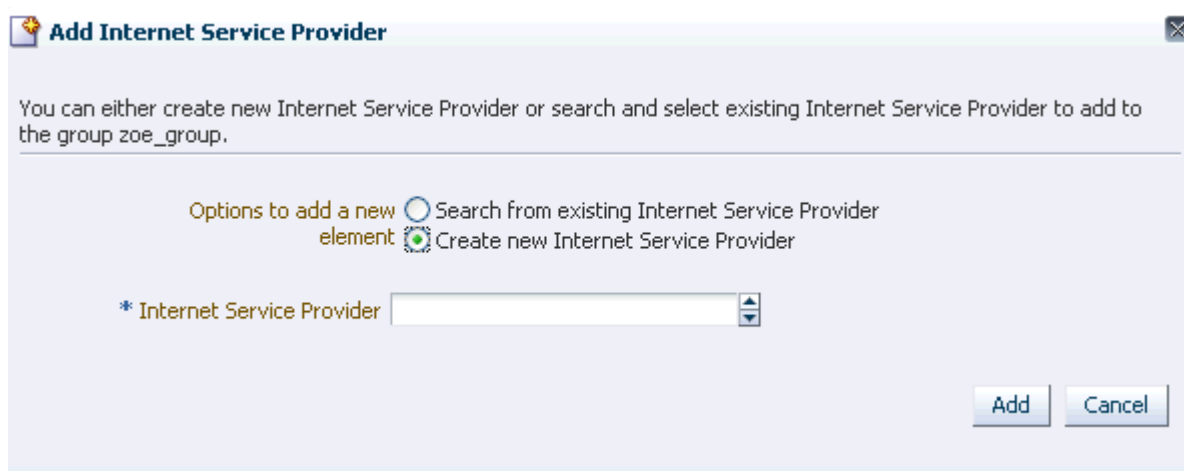 Add Internet Service Provider
You can either create new Internet Service Provider or search and select existing Internet Service Provider to add to
the group zoe_group.
Options to add a new
element
Search from existing Internet Service Provider
Create new Internet Service Provider
* Internet Service Provider
Add Cancel